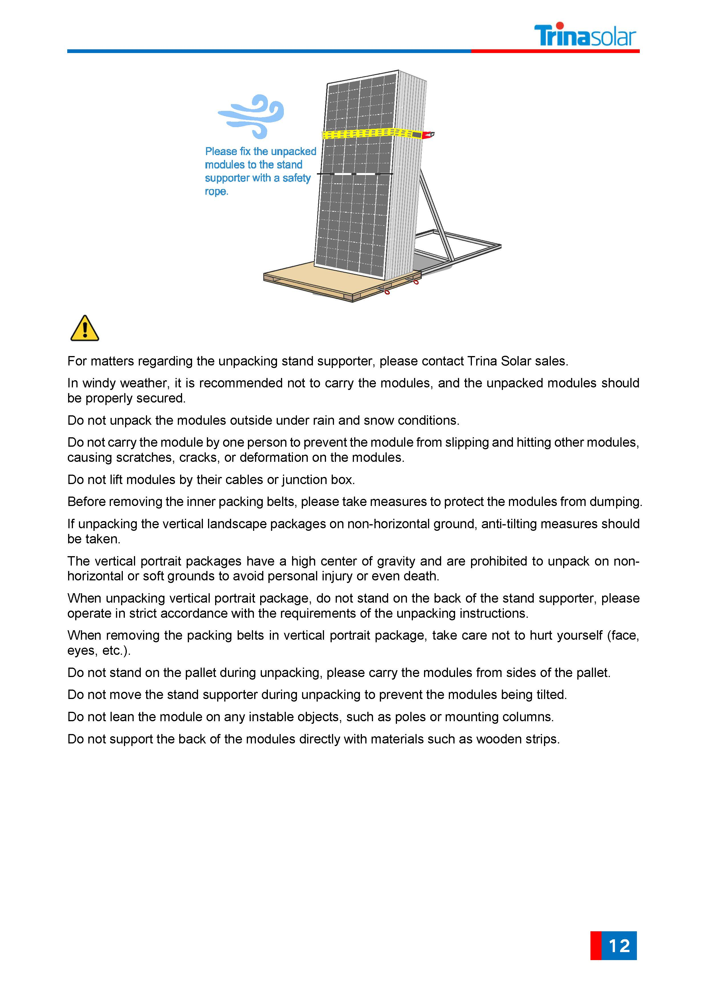 Trinasolar
Please fix the unpacked
modules to the stand
supporter with a safety
rope.
For matters regarding the unpacking stand supporter, please contact Trina Solar sales.
In windy weather, it is recommended not to carry the modules, and the unpacked modules should
be properly secured.
Do not unpack the modules outside under rain and snow conditions.
Do not carry the module by one person to prevent the module from slipping and hitting other modules,
causing scratches, cracks, or deformation on the modules.
Do not lift modules by their cables or junction box.
Before removing the inner packing belts, please take measures to protect the modules from dumping.
If unpacking the vertical landscape packages on non-horizontal ground, anti-tilting measures should
be taken.
The vertical portrait packages have a high center of gravity and are prohibited to unpack on non-
horizontal or soft grounds to avoid personal injury or even death.
When unpacking vertical portrait package, do not stand on the back of the stand supporter, please
operate in strict accordance with the requirements of the unpacking instructions.
When removing the packing belts in vertical portrait package, take care not to hurt yourself (face,
eyes, etc.).
Do not stand on the pallet during unpacking, please carry the modules from sides of the pallet.
Do not move the stand supporter during unpacking to prevent the modules being tilted.
Do not lean the module on any instable objects, such as poles or mounting columns.
Do not support the back of the modules directly with materials such as wooden strips.
12